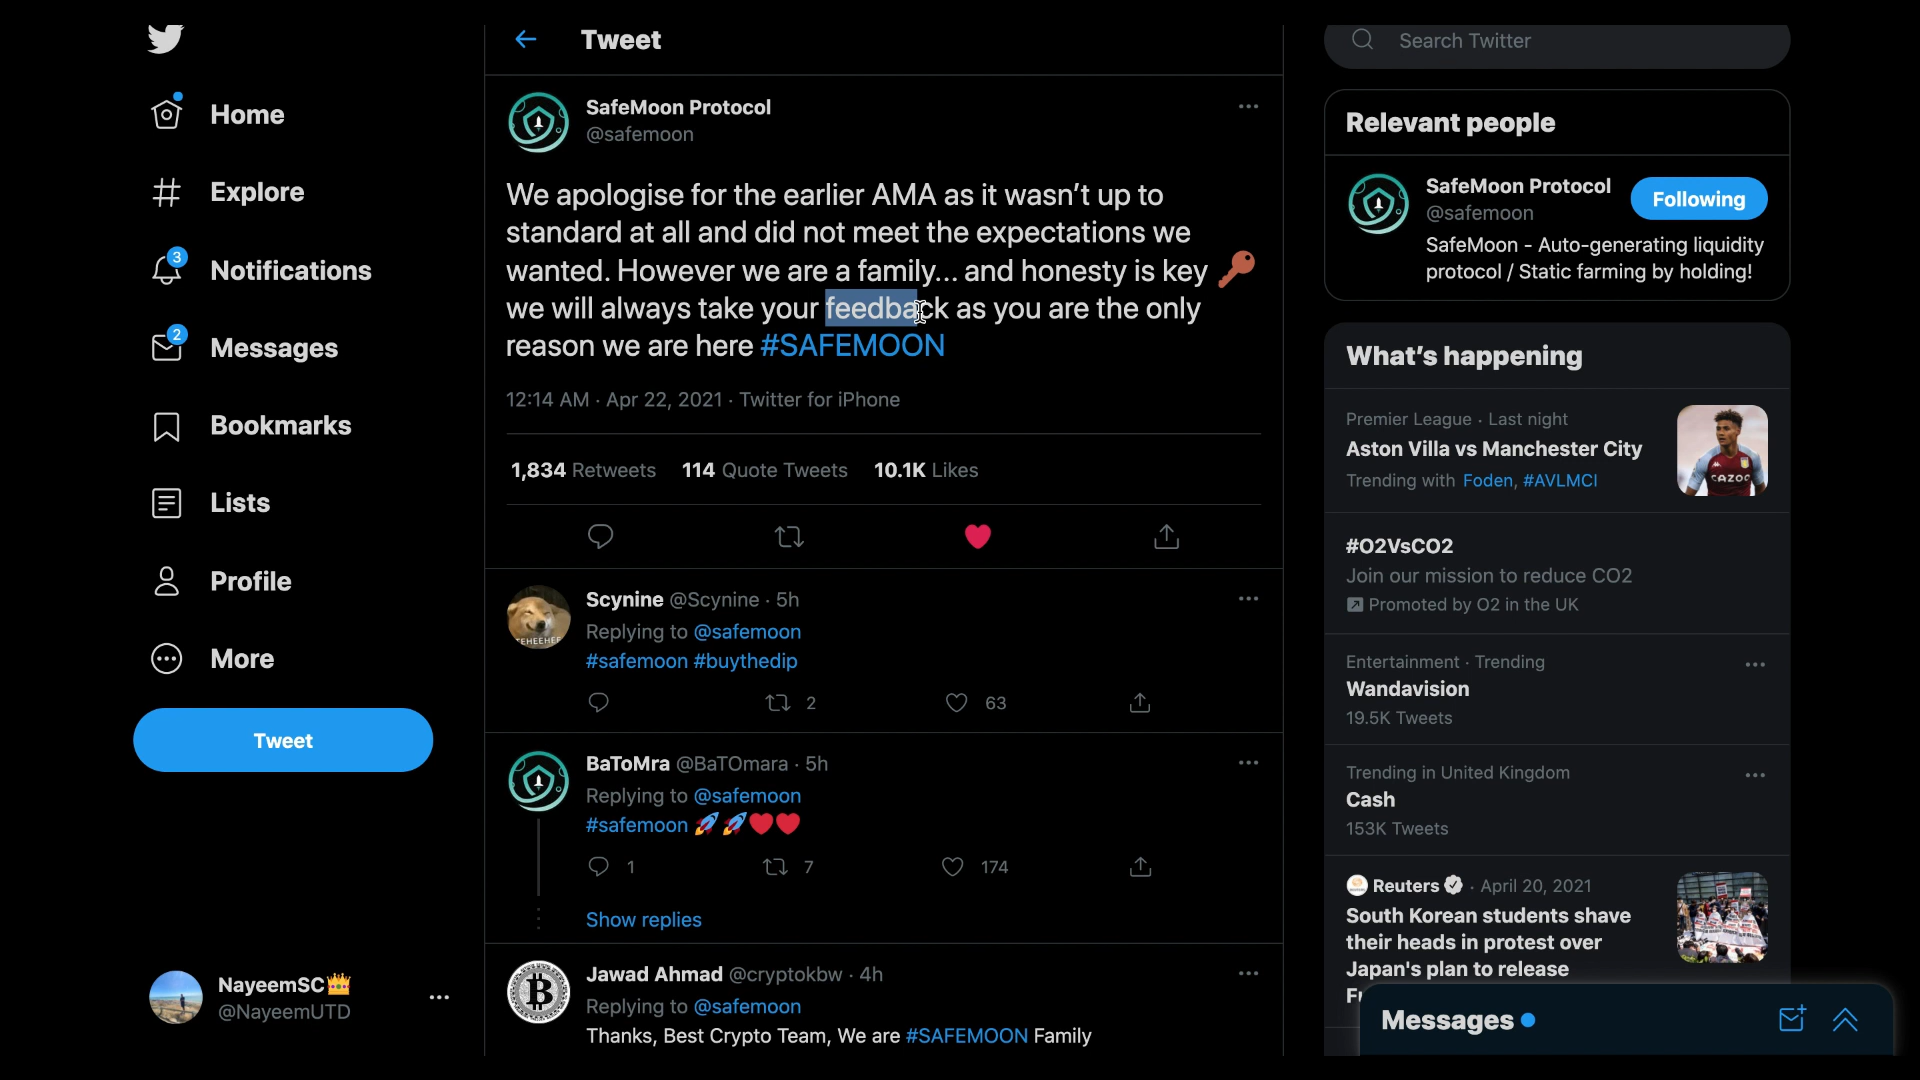 Home
Explore
3
Notifications
2
Messages
Bookmarks
Lists
Profile
More
Tweet
NayeemSC👑
@NayeemUTD
Tweet
SafeMoon Protocol
@safemoon
We apologise for the earlier AMA as it wasn't up to
standard at all and did not meet the expectations we
wanted. However we are a family... and honesty is key 🔑
we will always take your feedback as you are the only
reason we are here #SAFEMOON
12:14 AM · Apr 22, 2021 · Twitter for iPhone
1,834 Retweets 114 Quote Tweets 10.1K Likes
Scynine @Scynine · 5h
Replying to @safemoon
#safemoon #buythedip
2 63
BaToMra @BaTOmara · 5h
Replying to @safemoon
#safemoon 🚀🚀❤️❤️
1 7 174
Show replies
Jawad Ahmad @cryptokbw · 4h
Replying to @safemoon
Thanks, Best Crypto Team, We are #SAFEMOON Family
TEHEEHEE
Search Twitter
Relevant people
SafeMoon Protocol
@safemoon
Following
SafeMoon - Auto-generating liquidity
protocol / Static farming by holding!
What's happening
Premier League · Last night
Aston Villa vs Manchester City
Trending with Foden, #AVLMCI
CAZOO
#O2VsCO2
Join our mission to reduce CO2
Promoted by O2 in the UK
Entertainment · Trending
Wandavision
19.5K Tweets
Trending in United Kingdom
Cash
153K Tweets
Reuters · April 20, 2021
South Korean students shave
their heads in protest over
Japan's plan to release
Messages